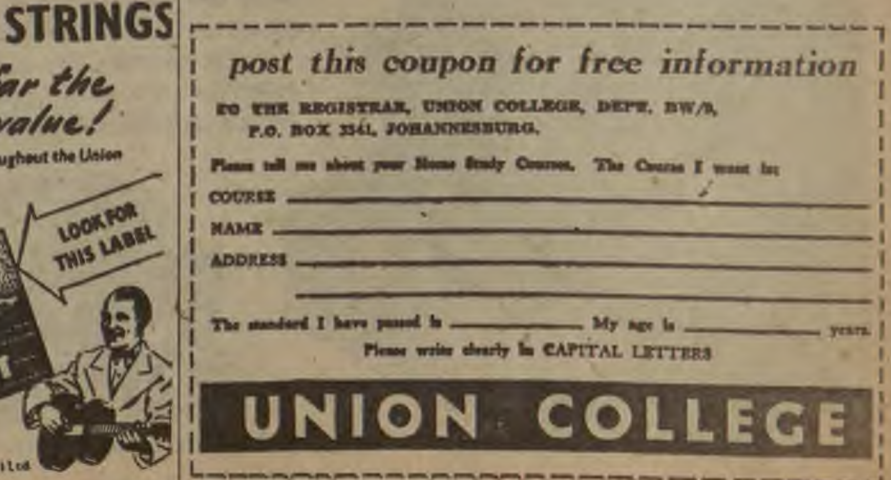 STRINGS
far the
value!
ughout the Union
LOOK FOR
THIS LABEL
post this coupon for free information
TO THE REGISTRAR, UNION COLLEGE, DEPT. BW/9,
P.O. BOX 3541, JOHANNESBURG.
Please tell me about your Home Study Courses. The Course I want is:
COURSE
NAME
ADDRESS
The standard I have passed is My age is years.
Please write clearly in CAPITAL LETTERS
UNION COLLEGE